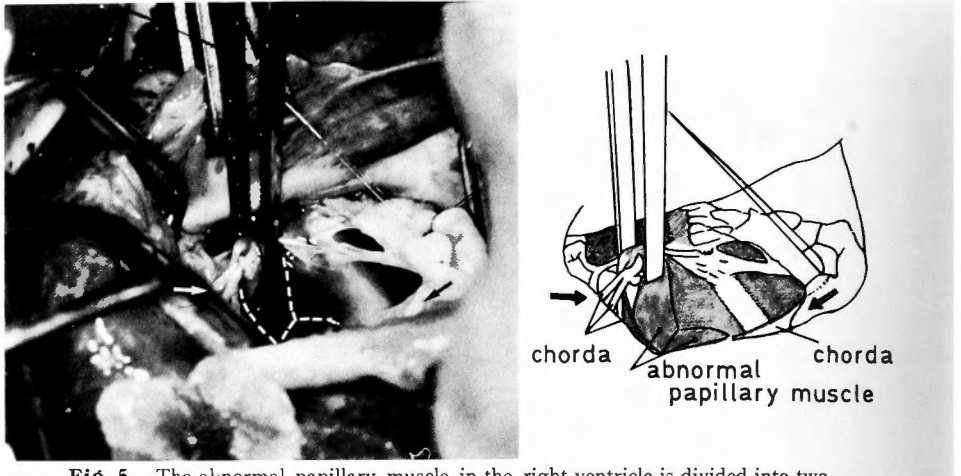 chorda
chorda
abnormal
papillary muscle
Fig. 5. The abnormal papillary muscle in the right ventricle is divided into two